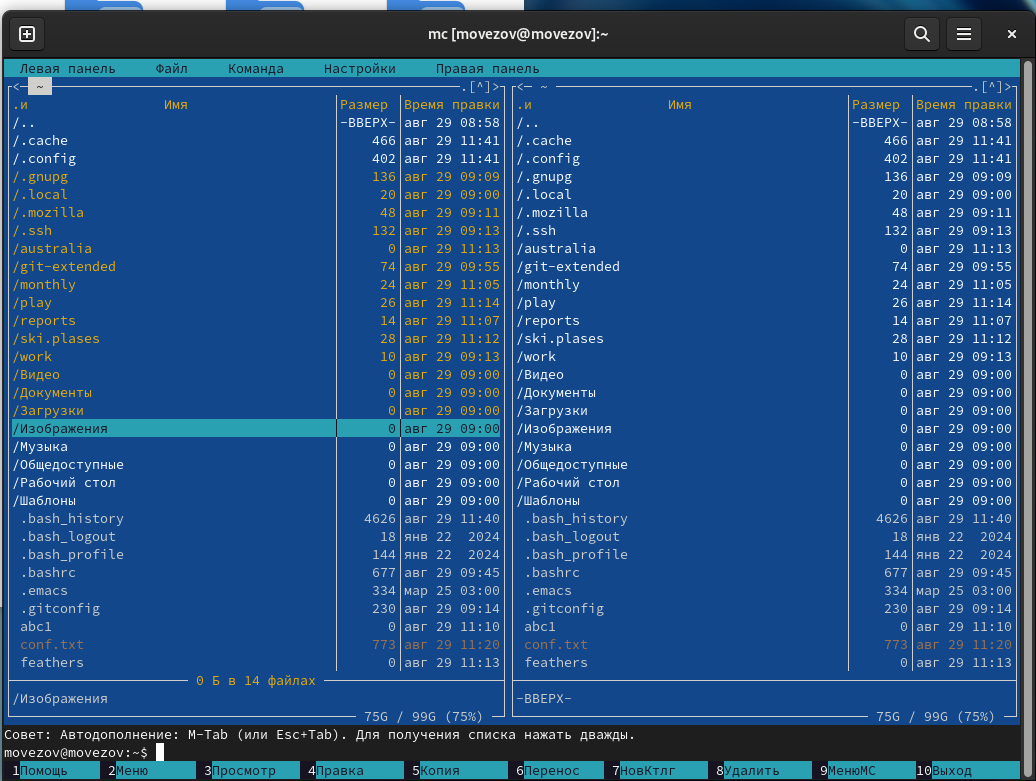 mc [movezov@movezov]:~
Левая панель Файл Команда Настройки Правая панель
<— ~ .[^]> <— ~ .[^]>
.и Имя Размер Время правки .и Имя Размер Время правки
/.. -ВВЕРХ- авг 29 08:58 /.. -ВВЕРХ- авг 29 08:58
/.cache 466 авг 29 11:41 /.cache 466 авг 29 11:41
/.config 402 авг 29 11:41 /.config 402 авг 29 11:41
/.gnupg 136 авг 29 09:09 /.gnupg 136 авг 29 09:09
/.local 20 авг 29 09:00 /.local 20 авг 29 09:00
/.mozilla 48 авг 29 09:11 /.mozilla 48 авг 29 09:11
/.ssh 132 авг 29 09:13 /.ssh 132 авг 29 09:13
/australia 0 авг 29 11:13 /australia 0 авг 29 11:13
/git-extended 74 авг 29 09:55 /git-extended 74 авг 29 09:55
/monthly 24 авг 29 11:05 /monthly 24 авг 29 11:05
/play 26 авг 29 11:14 /play 26 авг 29 11:14
/reports 14 авг 29 11:07 /reports 14 авг 29 11:07
/ski.plases 28 авг 29 11:12 /ski.plases 28 авг 29 11:12
/work 10 авг 29 09:13 /work 10 авг 29 09:13
/Видео 0 авг 29 09:00 /Видео 0 авг 29 09:00
/Документы 0 авг 29 09:00 /Документы 0 авг 29 09:00
/Загрузки 0 авг 29 09:00 /Загрузки 0 авг 29 09:00
/Изображения 0 авг 29 09:00 /Изображения 0 авг 29 09:00
/Музыка 0 авг 29 09:00 /Музыка 0 авг 29 09:00
/Общедоступные 0 авг 29 09:00 /Общедоступные 0 авг 29 09:00
/Рабочий стол 0 авг 29 09:00 /Рабочий стол 0 авг 29 09:00
/Шаблоны 0 авг 29 09:00 /Шаблоны 0 авг 29 09:00
.bash_history 4626 авг 29 11:40 .bash_history 4626 авг 29 11:40
.bash_logout 18 янв 22 2024 .bash_logout 18 янв 22 2024
.bash_profile 144 янв 22 2024 .bash_profile 144 янв 22 2024
.bashrc 677 авг 29 09:45 .bashrc 677 авг 29 09:45
.emacs 334 мар 25 03:00 .emacs 334 мар 25 03:00
.gitconfig 230 авг 29 09:14 .gitconfig 230 авг 29 09:14
abc1 0 авг 29 11:10 abc1 0 авг 29 11:10
conf.txt 773 авг 29 11:20 conf.txt 773 авг 29 11:20
feathers 0 авг 29 11:13 feathers 0 авг 29 11:13
0 Б в 14 файлах
/Изображения -ВВЕРХ-
75G / 99G (75%) 75G / 99G (75%)
Совет: Автодополнение: M-Tab (или Esc+Tab). Для получения списка нажать дважды.
movezov@movezov:~$
1Помощь 2Меню 3Просмотр 4Правка 5Копия 6Перенос 7НовКтлг 8Удалить 9МенюМС 10Выход